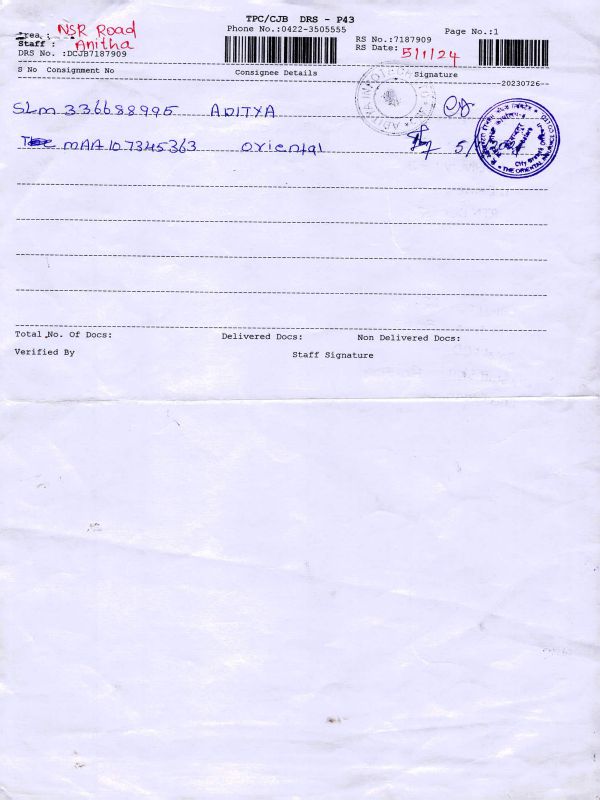 TPC/CJB DRS - P43
Phone No.:0422-3505555
Page No.:1
Area : NSR Road
Staff : Anitha
DRS No. :DCJB7187909
RS No.:7187909
RS Date: 5/1/24
S No Consignment No Consignee Details Signature
--20230726--
SLM 336688995 ADITYA
MAA 107345363 Oriental
Total No. Of Docs: Delivered Docs: Non Delivered Docs:
Verified By Staff Signature